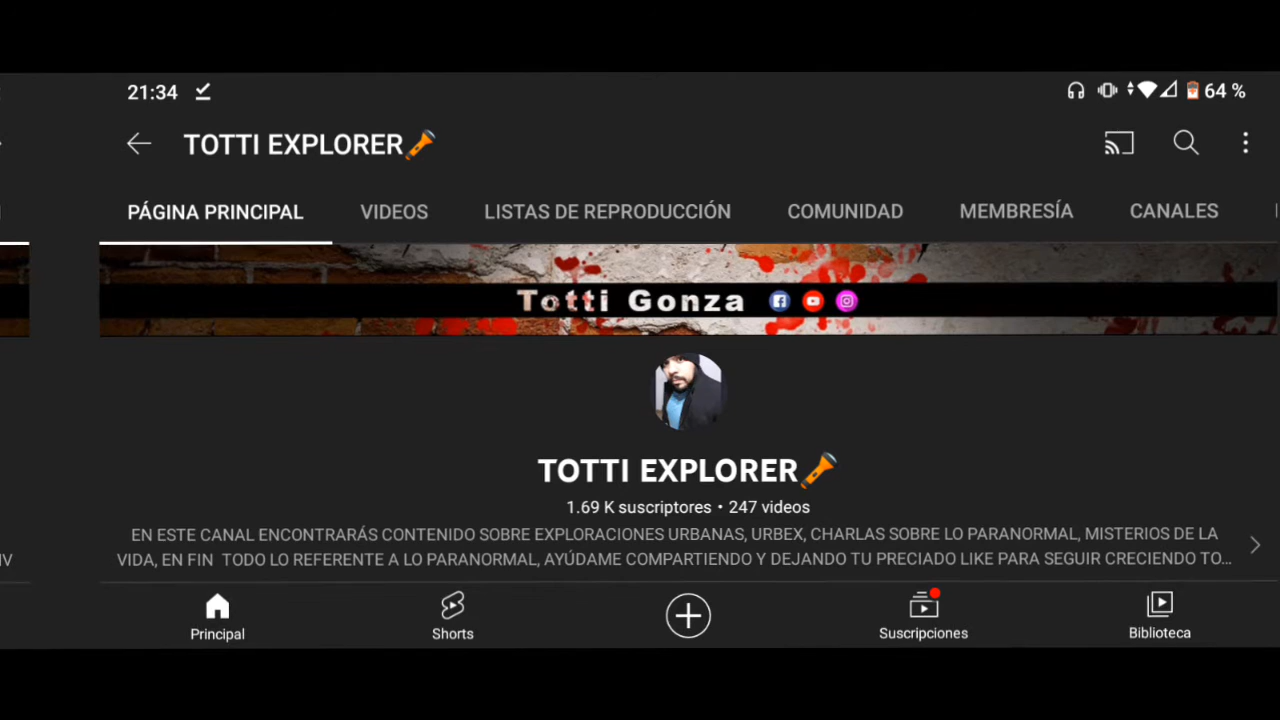 21:34 64 %
TOTTI EXPLORER
PÁGINA PRINCIPAL VIDEOS LISTAS DE REPRODUCCIÓN COMUNIDAD MEMBRESÍA CANALES
Totti Gonza
TOTTI EXPLORER
1.69 K suscriptores • 247 videos
EN ESTE CANAL ENCONTRARÁS CONTENIDO SOBRE EXPLORACIONES URBANAS, URBEX, CHARLAS SOBRE LO PARANORMAL, MISTERIOS DE LA
VIDA, EN FIN TODO LO REFERENTE A LO PARANORMAL, AYÚDAME COMPARTIENDO Y DEJANDO TU PRECIADO LIKE PARA SEGUIR CRECIENDO TO...
Principal Shorts Suscripciones Biblioteca